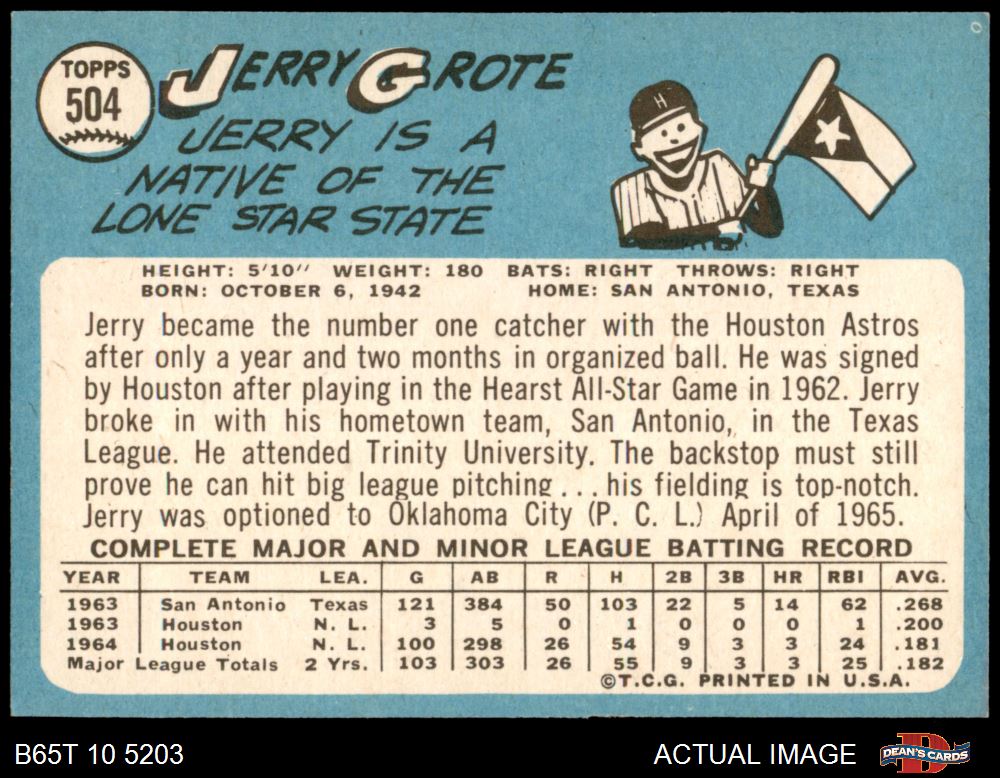 TOPPS
504
JERRY GROTE
JERRY IS A
NATIVE OF THE
LONE STAR STATE
H
HEIGHT: 5'10" WEIGHT: 180 BATS: RIGHT THROWS: RIGHT
BORN: OCTOBER 6, 1942 HOME: SAN ANTONIO, TEXAS
Jerry became the number one catcher with the Houston Astros
after only a year and two months in organized ball. He was signed
by Houston after playing in the Hearst All-Star Game in 1962. Jerry
broke in with his hometown team, San Antonio, in the Texas
League. He attended Trinity University. The backstop must still
prove he can hit big league pitching ... his fielding is top-notch.
Jerry was optioned to Oklahoma City (P. C. L.) April of 1965.
COMPLETE MAJOR AND MINOR LEAGUE BATTING RECORD
YEAR TEAM LEA. G AB R H 2B 3B HR RBI AVG.
1963 San Antonio Texas 121 384 50 103 22 5 14 62 .268
1963 Houston N. L. 3 5 0 1 0 0 0 1 .200
1964 Houston N. L. 100 298 26 54 9 3 3 24 .181
Major League Totals 2 Yrs. 103 303 26 55 9 3 3 25 .182
©T.C.G. PRINTED IN U.S.A.
B65T 10 5203 ACTUAL IMAGE D DEAN'S CARDS